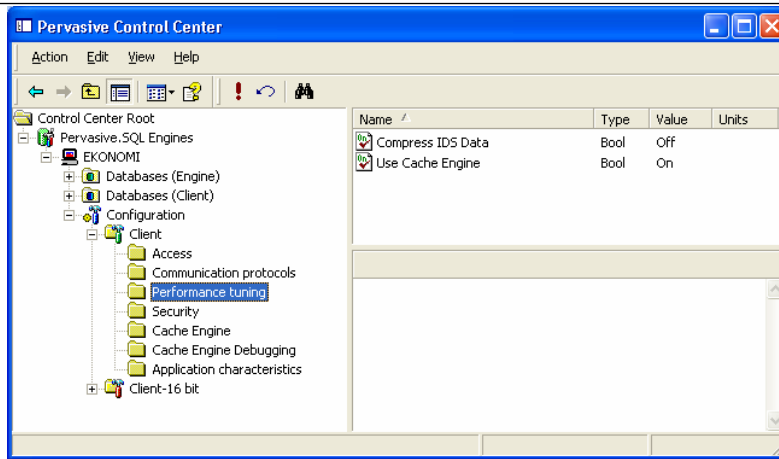 Pervasive Control Center
Action Edit View Help
Control Center Root
Pervasive.SQL Engines
EKONOMI
Databases (Engine)
Databases (Client)
Configuration
Client
Access
Communication protocols
Performance tuning
Security
Cache Engine
Cache Engine Debugging
Application characteristics
Client-16 bit
Name Type Value Units
Compress IDS Data Bool Off
Use Cache Engine Bool On